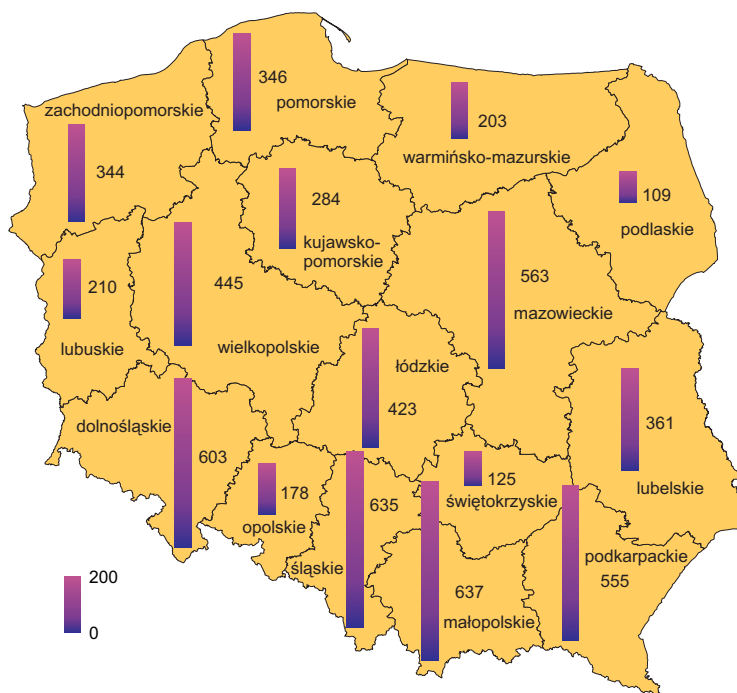 346
pomorskie
zachodniopomorskie
344
203
warmińsko-mazurskie
109
podlaskie
284
kujawsko-
pomorskie
210
lubuskie
445
wielkopolskie
563
mazowieckie
łódzkie
423
dolnośląskie
603
361
lubelskie
178
opolskie
635
śląskie
125
świętokrzyskie
637
małopolskie
podkarpackie
555
200
0